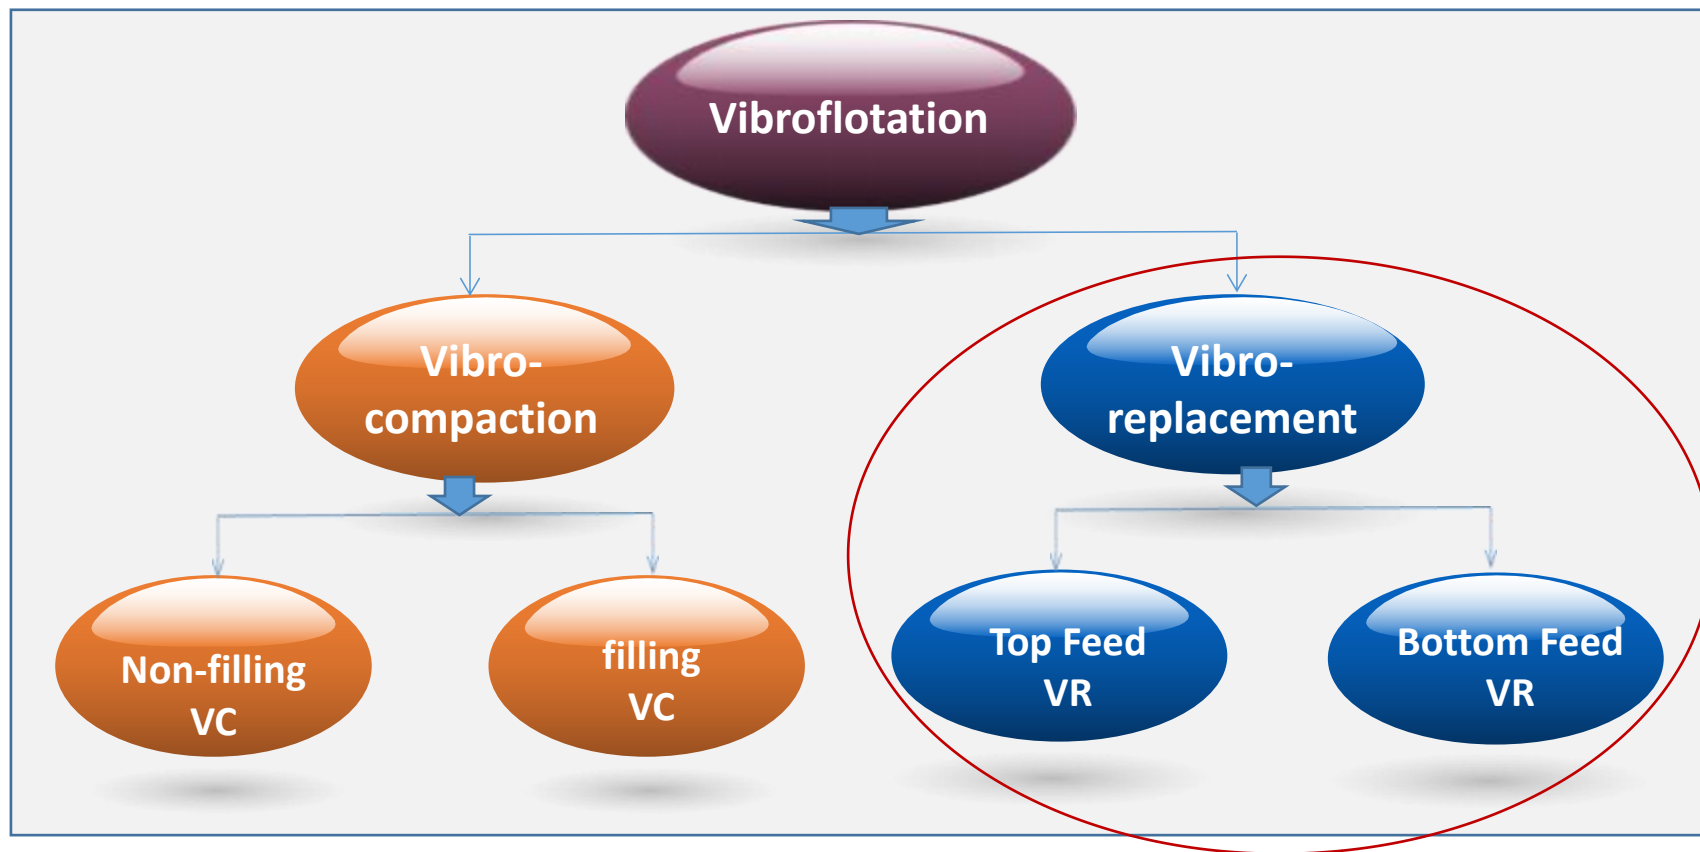 Vibroflotation
Vibro-
compaction
Vibro-
replacement
Non-filling
VC
filling
VC
Top Feed
VR
Bottom Feed
VR